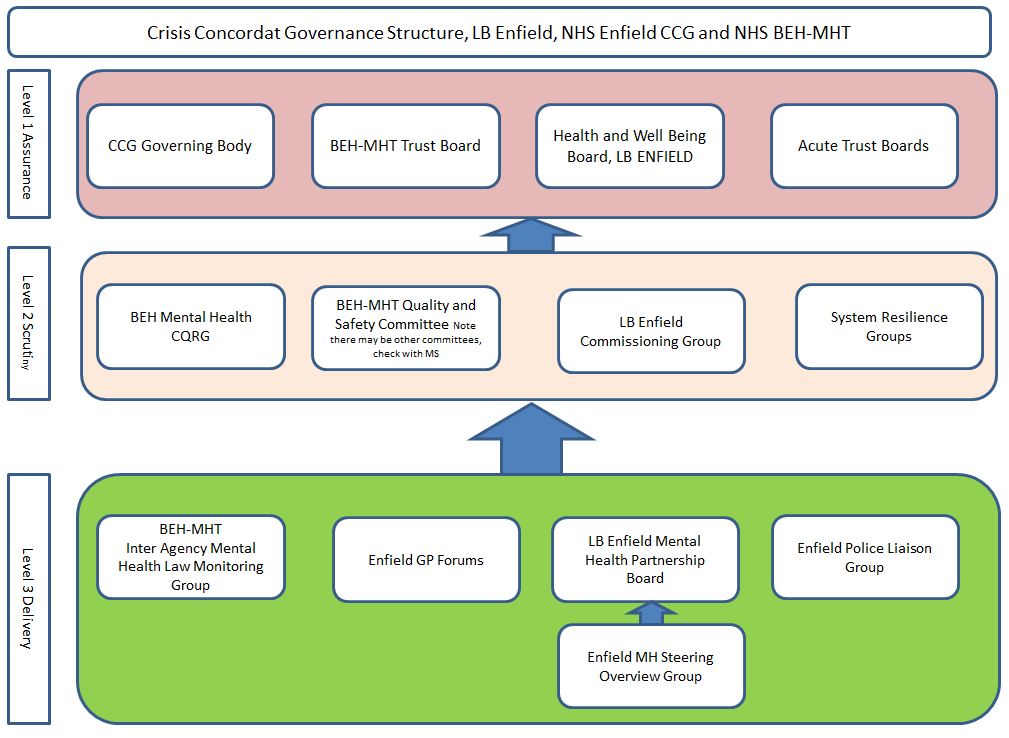 Crisis Concordat Governance Structure, LB Enfield, NHS Enfield CCG and NHS BEH-MHT
Level 1 Assurance
CCG Governing Body
BEH-MHT Trust Board
Health and Well Being
Board, LB ENFIELD
Acute Trust Boards
Level 2 Scrutiny
BEH Mental Health
CQRG
BEH-MHT Quality and
Safety Committee Note
there may be other committees,
check with MS
LB Enfield
Commissioning Group
System Resilience
Groups
Level 3 Delivery
BEH-MHT
Inter Agency Mental
Health Law Monitoring
Group
Enfield GP Forums
LB Enfield Mental
Health Partnership
Board
Enfield Police Liaison
Group
Enfield MH Steering
Overview Group